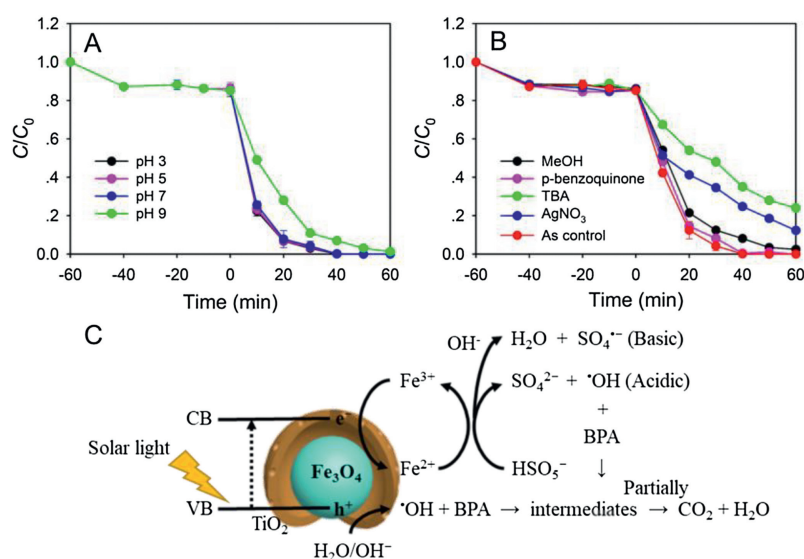 A
C/C0
1.2
1.0
.8
.6
.4
.2
0.0
pH 3
pH 5
pH 7
pH 9
-60 -40 -20 0 20 40 60
Time (min)
B
C/C0
1.2
1.0
.8
.6
.4
.2
0.0
MeOH
p-benzoquinone
TBA
AgNO₃
As control
-60 -40 -20 0 20 40 60
Time (min)
C
OH-
H₂O + SO₄•− (Basic)
Fe³⁺
SO₄²⁻ + •OH (Acidic)
+
BPA
CB
e-
Solar light
Fe₃O₄
Fe²⁺
HSO₅⁻
↓
Partially
VB
h⁺
•OH + BPA → intermediates → CO₂ + H₂O
TiO₂
H₂O/OH⁻